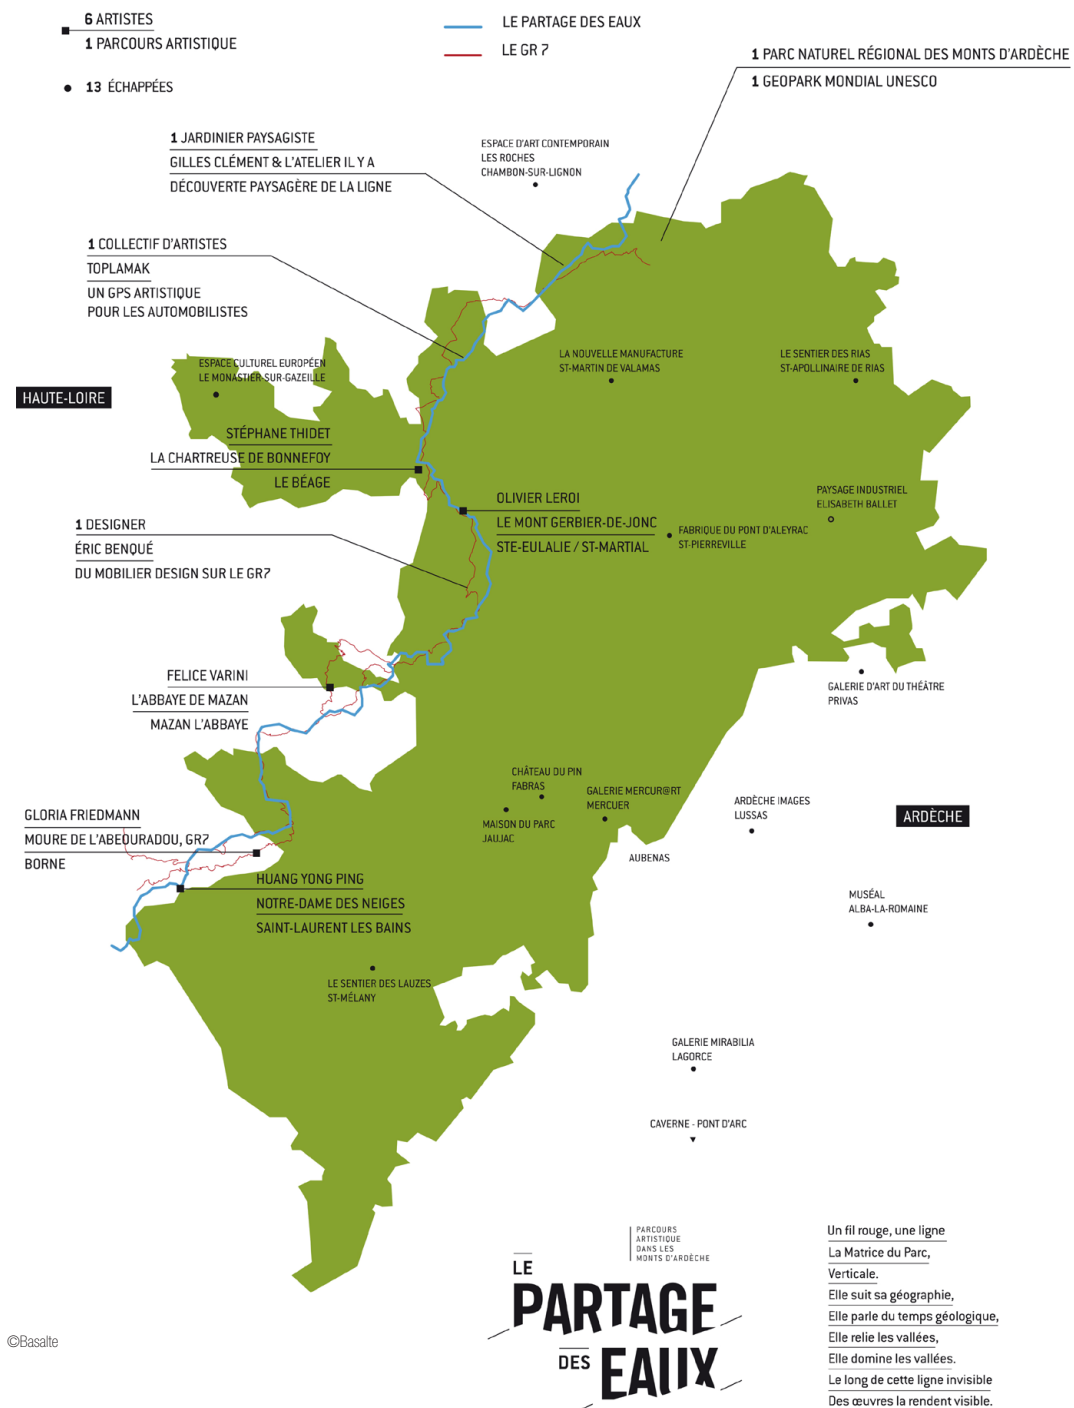 6 ARTISTES
1 PARCOURS ARTISTIQUE
13 ÉCHAPPÉES
LE PARTAGE DES EAUX
LE GR 7
1 PARC NATUREL RÉGIONAL DES MONTS D'ARDÈCHE
1 GEOPARK MONDIAL UNESCO
1 JARDINIER PAYSAGISTE
GILLES CLÉMENT & L'ATELIER IL Y A
DÉCOUVERTE PAYSAGÈRE DE LA LIGNE
ESPACE D'ART CONTEMPORAIN
LES ROCHES
CHAMBON-SUR-LIGNON
1 COLLECTIF D'ARTISTES
TOPLAMAK
UN GPS ARTISTIQUE
POUR LES AUTOMOBILISTES
ESPACE CULTUREL EUROPÉEN
LE MONASTIER-SUR-GAZEILLE
LA NOUVELLE MANUFACTURE
ST-MARTIN DE VALAMAS
LE SENTIER DES RIAS
ST-APOLLINAIRE DE RIAS
HAUTE-LOIRE
STÉPHANE THIDET
LA CHARTREUSE DE BONNEFOY
LE BÉAGE
OLIVIER LEROI
LE MONT GERBIER-DE-JONC
STE-EULALIE / ST-MARTIAL
PAYSAGE INDUSTRIEL
ELISABETH BALLET
FABRIQUE DU PONT D'ALEYRAC
ST-PIERREVILLE
1 DESIGNER
ÉRIC BENQUÉ
DU MOBILIER DESIGN SUR LE GR7
FELICE VARINI
L'ABBAYE DE MAZAN
MAZAN L'ABBAYE
GALERIE D'ART DU THÉÂTRE
PRIVAS
CHÂTEAU DU PIN
FABRAS
GALERIE MERCUR@RT
MERCUER
MAISON DU PARC
JAUJAC
ARDÈCHE IMAGES
LUSSAS
ARDÈCHE
GLORIA FRIEDMANN
MOURE DE L'ABEOURADOU, GR7
BORNE
AUBENAS
HUANG YONG PING
NOTRE-DAME DES NEIGES
SAINT-LAURENT LES BAINS
MUSÉAL
ALBA-LA-ROMAINE
LE SENTIER DES LAUZES
ST-MÉLANY
GALERIE MIRABILIA
LAGORCE
CAVERNE - PONT D'ARC
PARCOURS
ARTISTIQUE
DANS LES
MONTS D'ARDÈCHE
LE
PARTAGE
DES EAUX
Un fil rouge, une ligne
La Matrice du Parc,
Verticale.
Elle suit sa géographie,
Elle parle du temps géologique,
Elle relie les vallées,
Elle domine les vallées.
Le long de cette ligne invisible
Des œuvres la rendent visible.
©Basalte